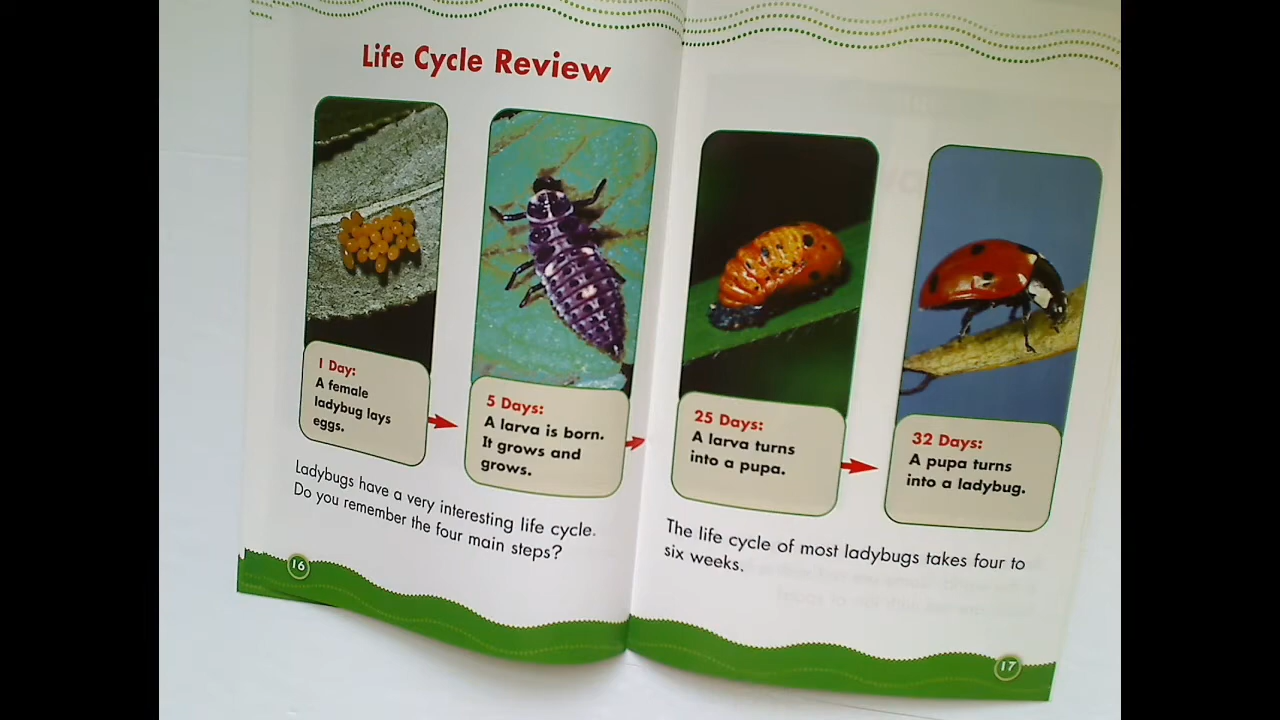 Life Cycle Review
1 Day:
A female
ladybug lays
eggs.
5 Days:
A larva is born.
It grows and
grows.
Ladybugs have a very interesting life cycle.
Do you remember the four main steps?
16
25 Days:
A larva turns
into a pupa.
32 Days:
A pupa turns
into a ladybug.
The life cycle of most ladybugs takes four to
six weeks.
17